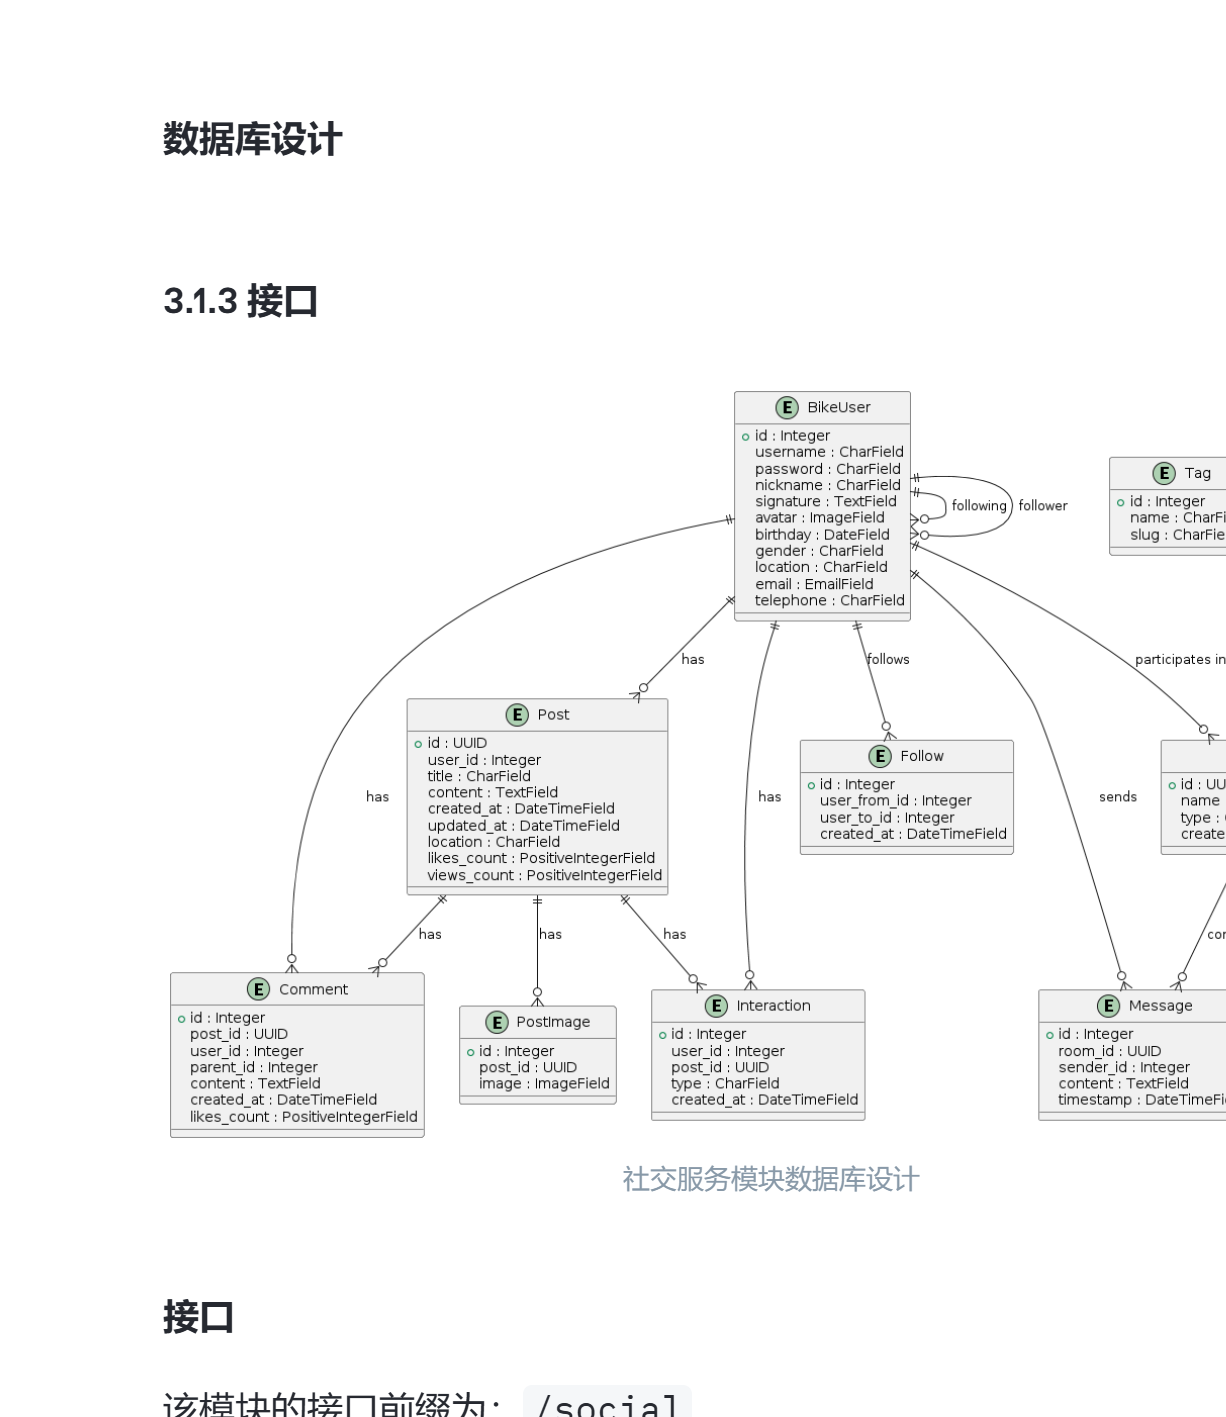 数据库设计
3.1.3 接口
E BikeUser
id : Integer
username : CharField
password : CharField
nickname : CharField
signature : TextField
avatar : ImageField
birthday : DateField
gender : CharField
location : CharField
email : EmailField
telephone : CharField
following
follower
E Tag
id : Integer
name : CharFi
slug : CharFie
has
follows
participates in
E Post
id : UUID
user_id : Integer
title : CharField
content : TextField
created_at : DateTimeField
updated_at : DateTimeField
location : CharField
likes_count : PositiveIntegerField
views_count : PositiveIntegerField
E Follow
id : Integer
user_from_id : Integer
user_to_id : Integer
created_at : DateTimeField
id : UU
name
type :
create
has
has
sends
has
has
has
E Comment
id : Integer
post_id : UUID
user_id : Integer
parent_id : Integer
content : TextField
created_at : DateTimeField
likes_count : PositiveIntegerField
E PostImage
id : Integer
post_id : UUID
image : ImageField
E Interaction
id : Integer
user_id : Integer
post_id : UUID
type : CharField
created_at : DateTimeField
E Message
id : Integer
room_id : UUID
sender_id : Integer
content : TextField
timestamp : DateTimeFi
社交服务模块数据库设计
接口
该模块的接口前缀为： /social